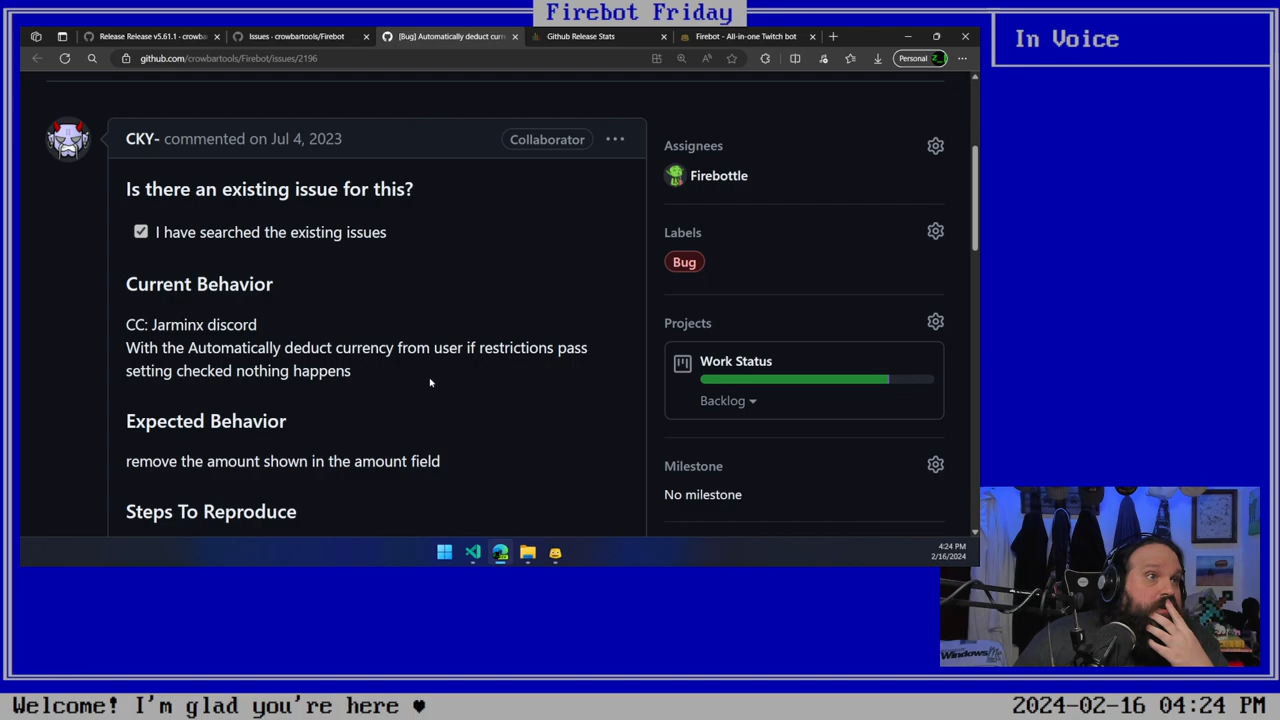 Firebot Friday
In Voice
Release Release v5.61.1 · crowba
Issues · crowbartools/Firebot
[Bug] Automatically deduct curre
Github Release Stats
Firebot - All-in-one Twitch bot
github.com/crowbartools/Firebot/issues/2196
Personal
CKY- commented on Jul 4, 2023
Collaborator
Is there an existing issue for this?
I have searched the existing issues
Current Behavior
CC: Jarminx discord
With the Automatically deduct currency from user if restrictions pass
setting checked nothing happens
Expected Behavior
remove the amount shown in the amount field
Steps To Reproduce
Assignees
Firebottle
Labels
Bug
Projects
Work Status
Backlog
Milestone
No milestone
4:24 PM
2/16/2024
Welcome! I'm glad you're here ♥
2024-02-16 04:24 PM